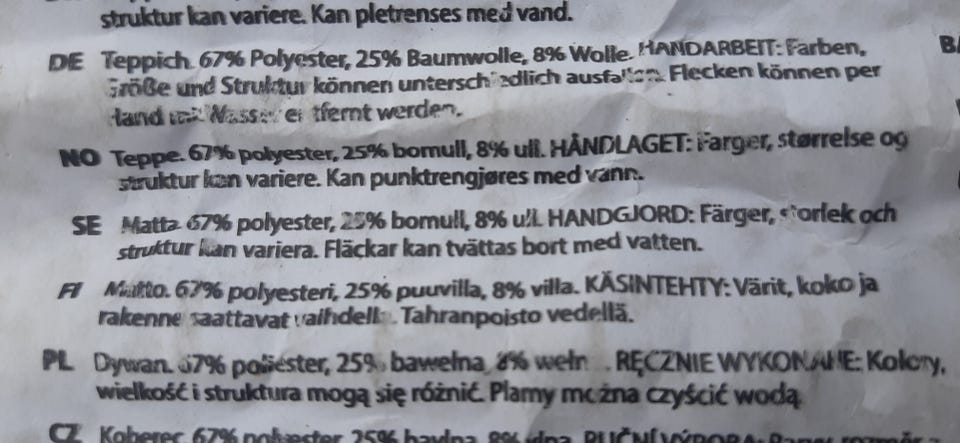 struktur kan variere. Kan pletrenses med vand.
DE Teppich. 67% Polyester, 25% Baumwolle, 8% Wolle. HANDARBEIT: Farben,
Größe und Struktur können unterschiedlich ausfallen. Flecken können per
Hand mit Wasser entfernt werden.
NO Teppe. 67% polyester, 25% bomull, 8% ull. HÅNDLAGET: Farger, størrelse og
struktur kan variere. Kan punktrengjøres med vann.
SE Matta 67% polyester, 25% bomull, 8% ull. HANDGJORD: Färger, storlek och
struktur kan variera. Fläckar kan tvättas bort med vatten.
FI Matto. 67% polyesteri, 25% puuvilla, 8% villa. KÄSINTEHTY: Värit, koko ja
rakenne saattavat vaihdella. Tahranpoisto vedellä.
PL Dywan. 67% poliester, 25% bawełna, 8% wełn. RĘCZNIE WYKONANE: Kolory,
wielkość i struktura mogą się różnić. Plamy można czyścić wodą
CZ Koberec 67% polyester, 25%